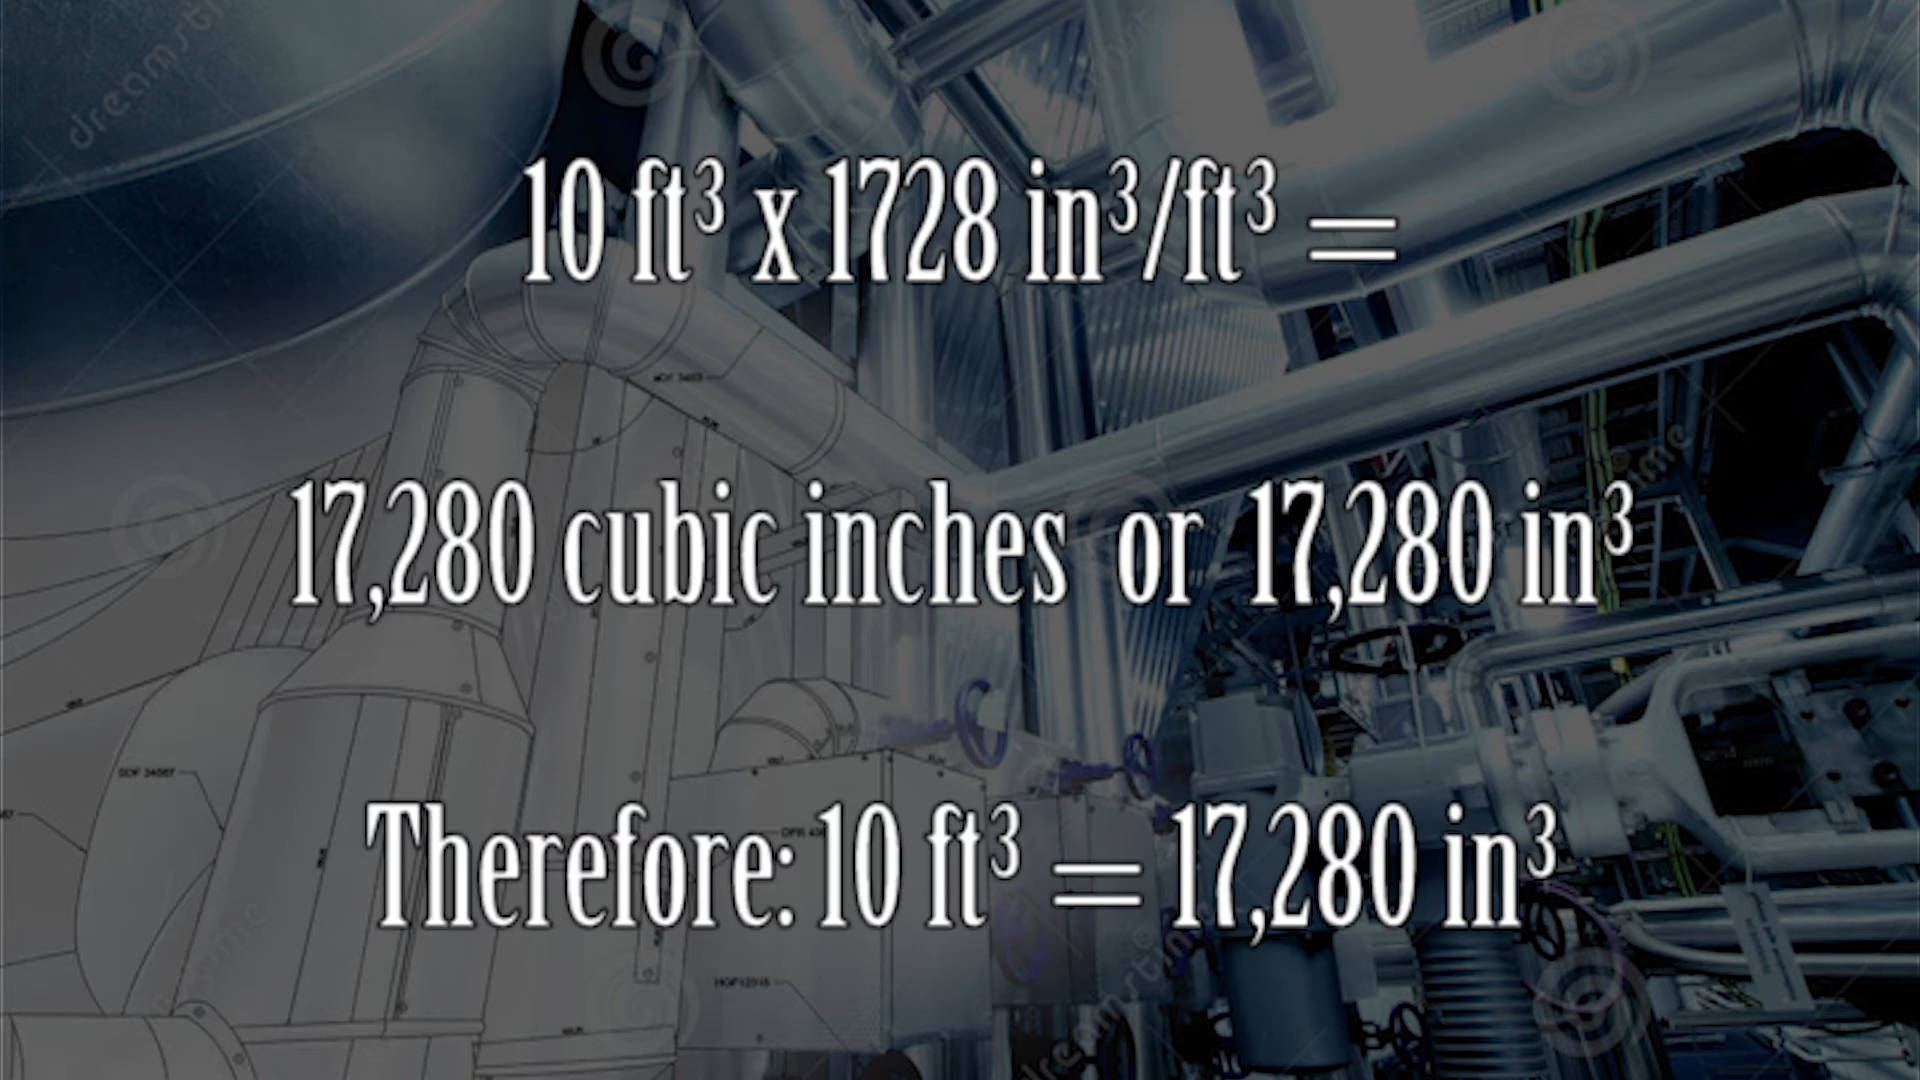 dreamstime
10 ft³ x 1728 in³/ft³ =
17,280 cubic inches or 17,280 in³
Therefore: 10 ft³ = 17,280 in³